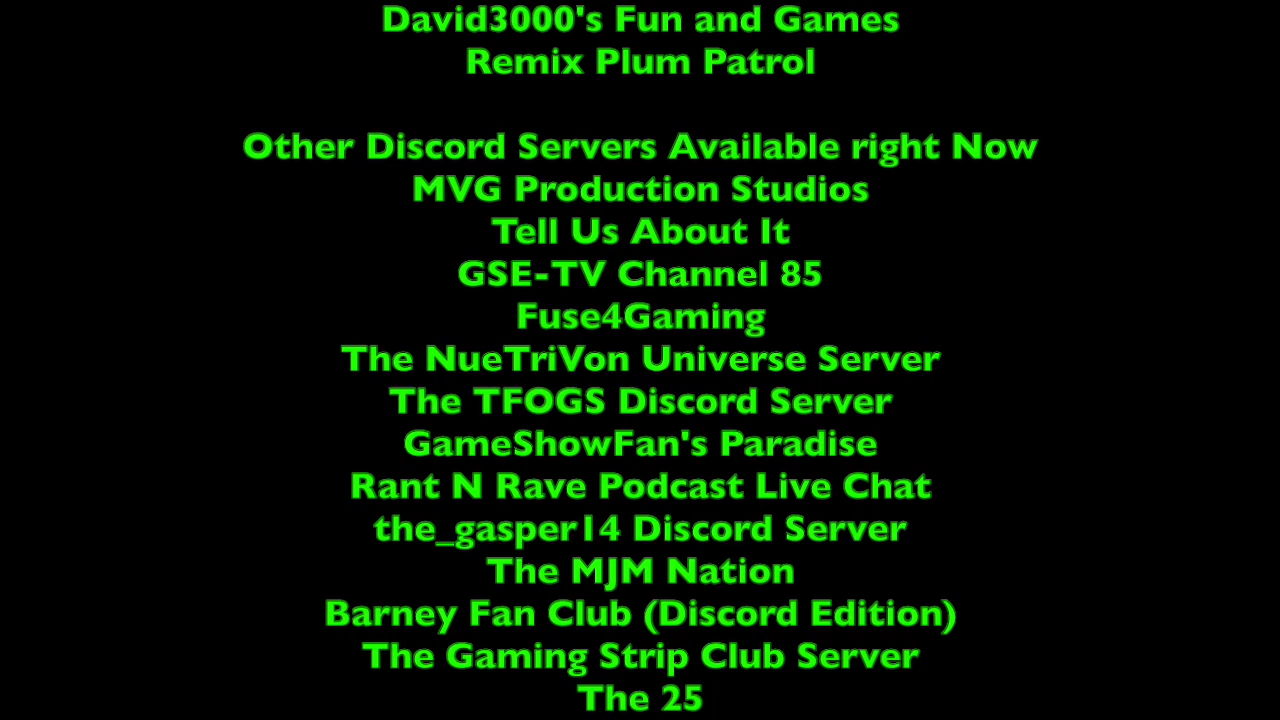 David3000's Fun and Games
Remix Plum Patrol
Other Discord Servers Available right Now
MVG Production Studios
Tell Us About It
GSE-TV Channel 85
Fuse4Gaming
The NueTriVon Universe Server
The TFOGS Discord Server
GameShowFan's Paradise
Rant N Rave Podcast Live Chat
the_gasper14 Discord Server
The MJM Nation
Barney Fan Club (Discord Edition)
The Gaming Strip Club Server
The 25